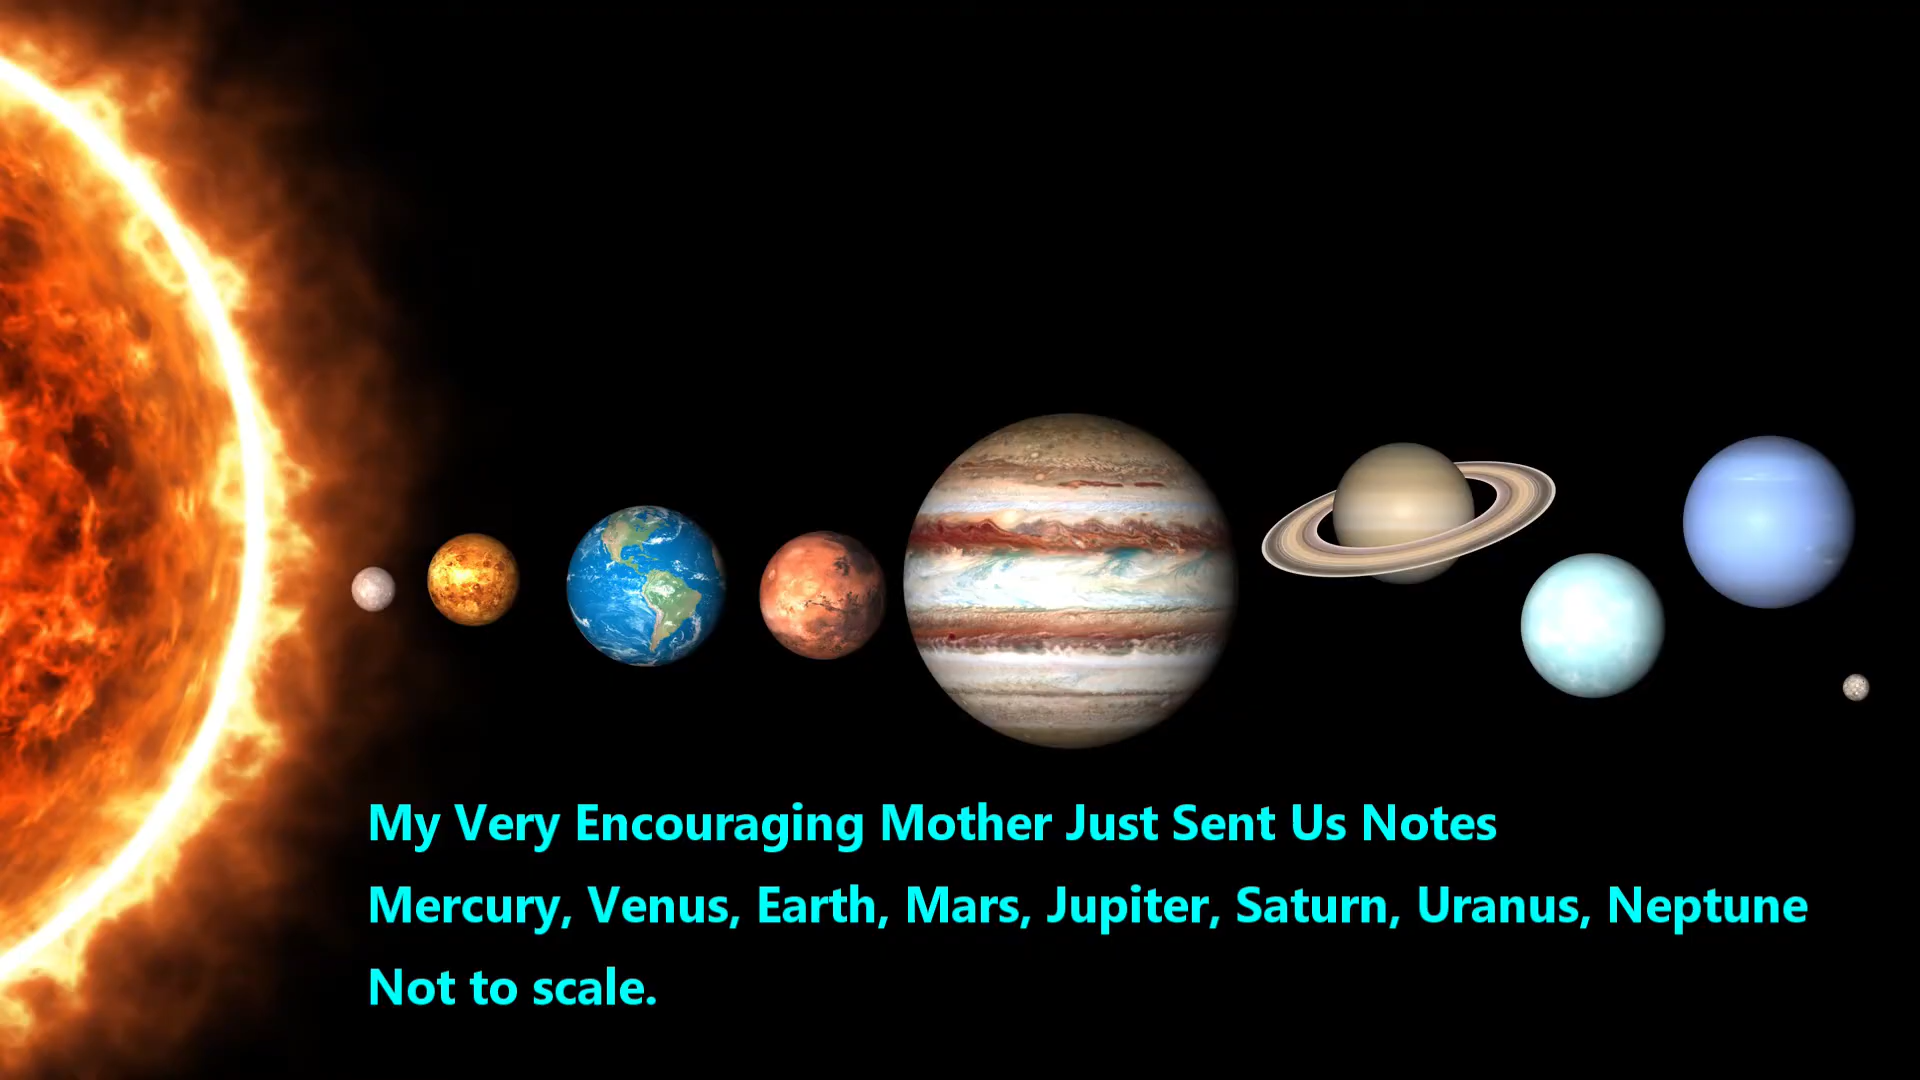 My Very Encouraging Mother Just Sent Us Notes
Mercury, Venus, Earth, Mars, Jupiter, Saturn, Uranus, Neptune
Not to scale.